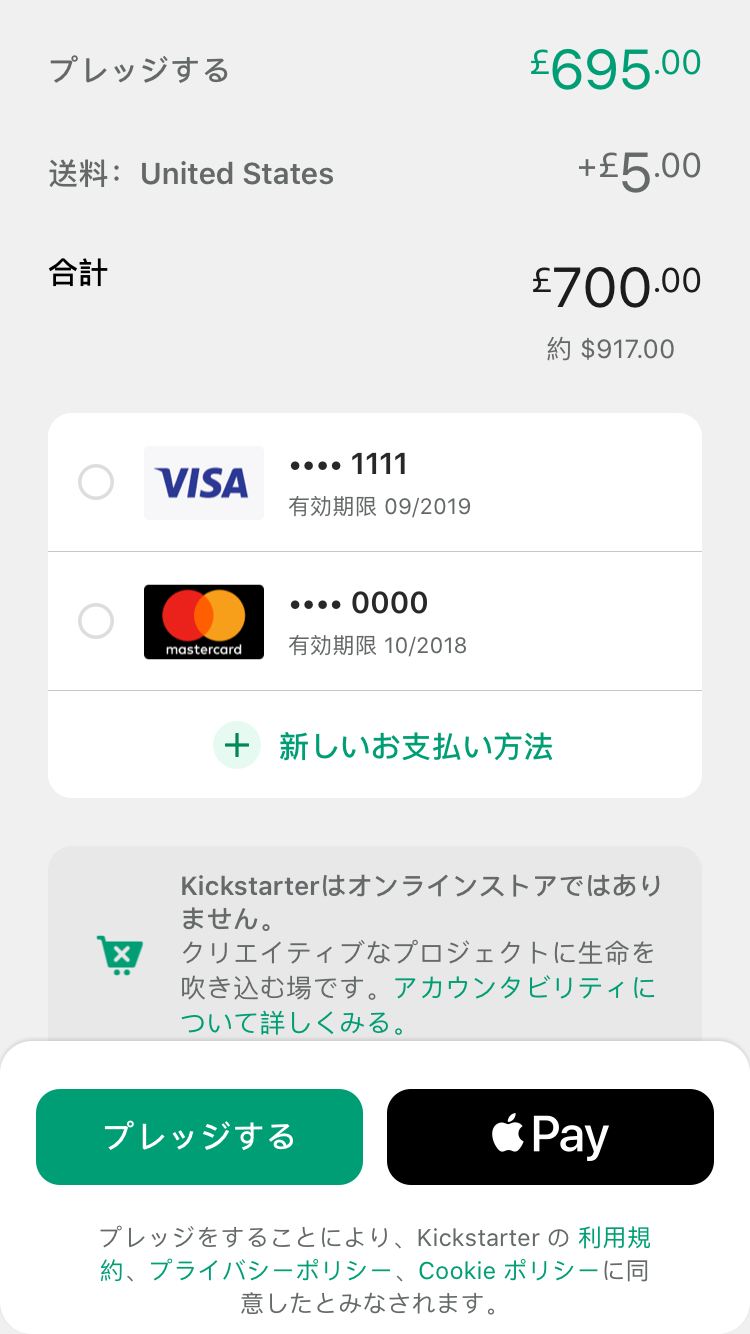 プレッジする £695.00
送料： United States +£5.00
合計 £700.00
約 $917.00
VISA •••• 1111
有効期限 09/2019
•••• 0000
mastercard 有効期限 10/2018
+ 新しいお支払い方法
Kickstarterはオンラインストアではあり
ません。
クリエイティブなプロジェクトに生命を
吹き込む場です。アカウンタビリティに
ついて詳しくみる。
プレッジする Pay
プレッジをすることにより、Kickstarter の 利用規
約、プライバシーポリシー、Cookie ポリシーに同
意したとみなされます。